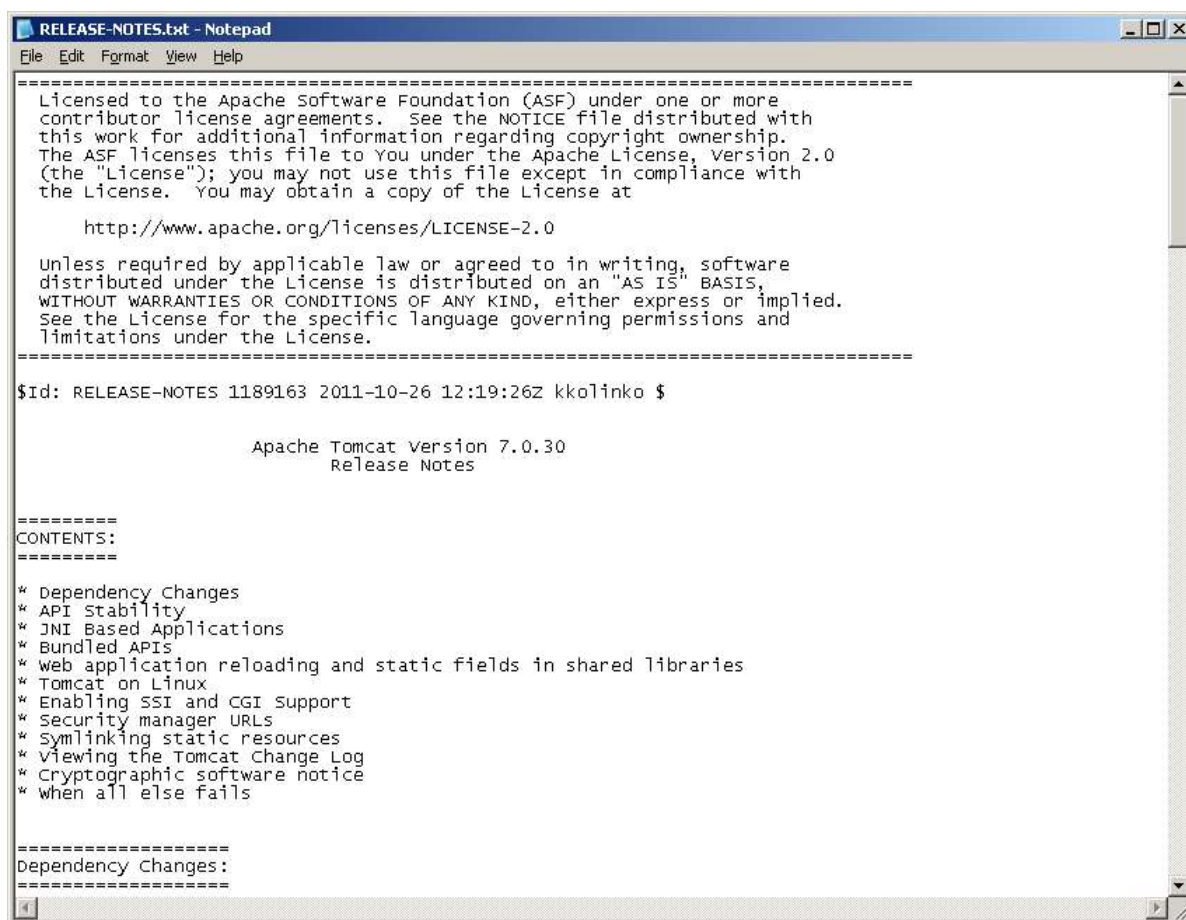 RELEASE-NOTES.txt - Notepad
File Edit Format View Help
================================================================================
  Licensed to the Apache Software Foundation (ASF) under one or more
  contributor license agreements.  See the NOTICE file distributed with
  this work for additional information regarding copyright ownership.
  The ASF licenses this file to You under the Apache License, Version 2.0
  (the "License"); you may not use this file except in compliance with
  the License.  You may obtain a copy of the License at
      http://www.apache.org/licenses/LICENSE-2.0
  Unless required by applicable law or agreed to in writing, software
  distributed under the License is distributed on an "AS IS" BASIS,
  WITHOUT WARRANTIES OR CONDITIONS OF ANY KIND, either express or implied.
  See the License for the specific language governing permissions and
  limitations under the License.
================================================================================
$Id: RELEASE-NOTES 1189163 2011-10-26 12:19:26Z kkolinko $
                     Apache Tomcat Version 7.0.30
                            Release Notes
=========
CONTENTS:
=========
* Dependency Changes
* API Stability
* JNI Based Applications
* Bundled APIs
* Web application reloading and static fields in shared libraries
* Tomcat on Linux
* Enabling SSI and CGI Support
* Security manager URLs
* Symlinking static resources
* Viewing the Tomcat Change Log
* Cryptographic software notice
* When all else fails
===================
Dependency Changes:
===================